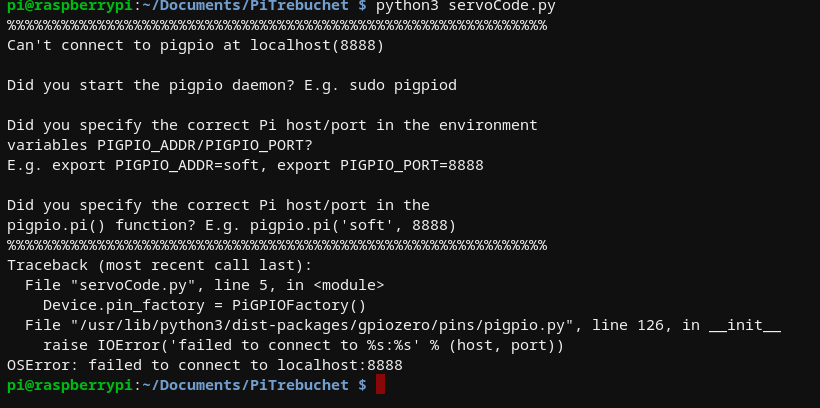 pi@raspberrypi:~/Documents/PiTrebuchet $ python3 servoCode.py
%%%%%%%%%%%%%%%%%%%%%%%%%%%%%%%%%%%%%%%%%%%%%%%%%%%%%%%%%%%%
Can't connect to pigpio at localhost(8888)

Did you start the pigpio daemon? E.g. sudo pigpiod

Did you specify the correct Pi host/port in the environment
variables PIGPIO_ADDR/PIGPIO_PORT?
E.g. export PIGPIO_ADDR=soft, export PIGPIO_PORT=8888

Did you specify the correct Pi host/port in the
pigpio.pi() function? E.g. pigpio.pi('soft', 8888)
%%%%%%%%%%%%%%%%%%%%%%%%%%%%%%%%%%%%%%%%%%%%%%%%%%%%%%%%%%%%
Traceback (most recent call last):
  File "servoCode.py", line 5, in <module>
    Device.pin_factory = PiGPIOFactory()
  File "/usr/lib/python3/dist-packages/gpiozero/pins/pigpio.py", line 126, in __init__
    raise IOError('failed to connect to %s:%s' % (host, port))
OSError: failed to connect to localhost:8888
pi@raspberrypi:~/Documents/PiTrebuchet $